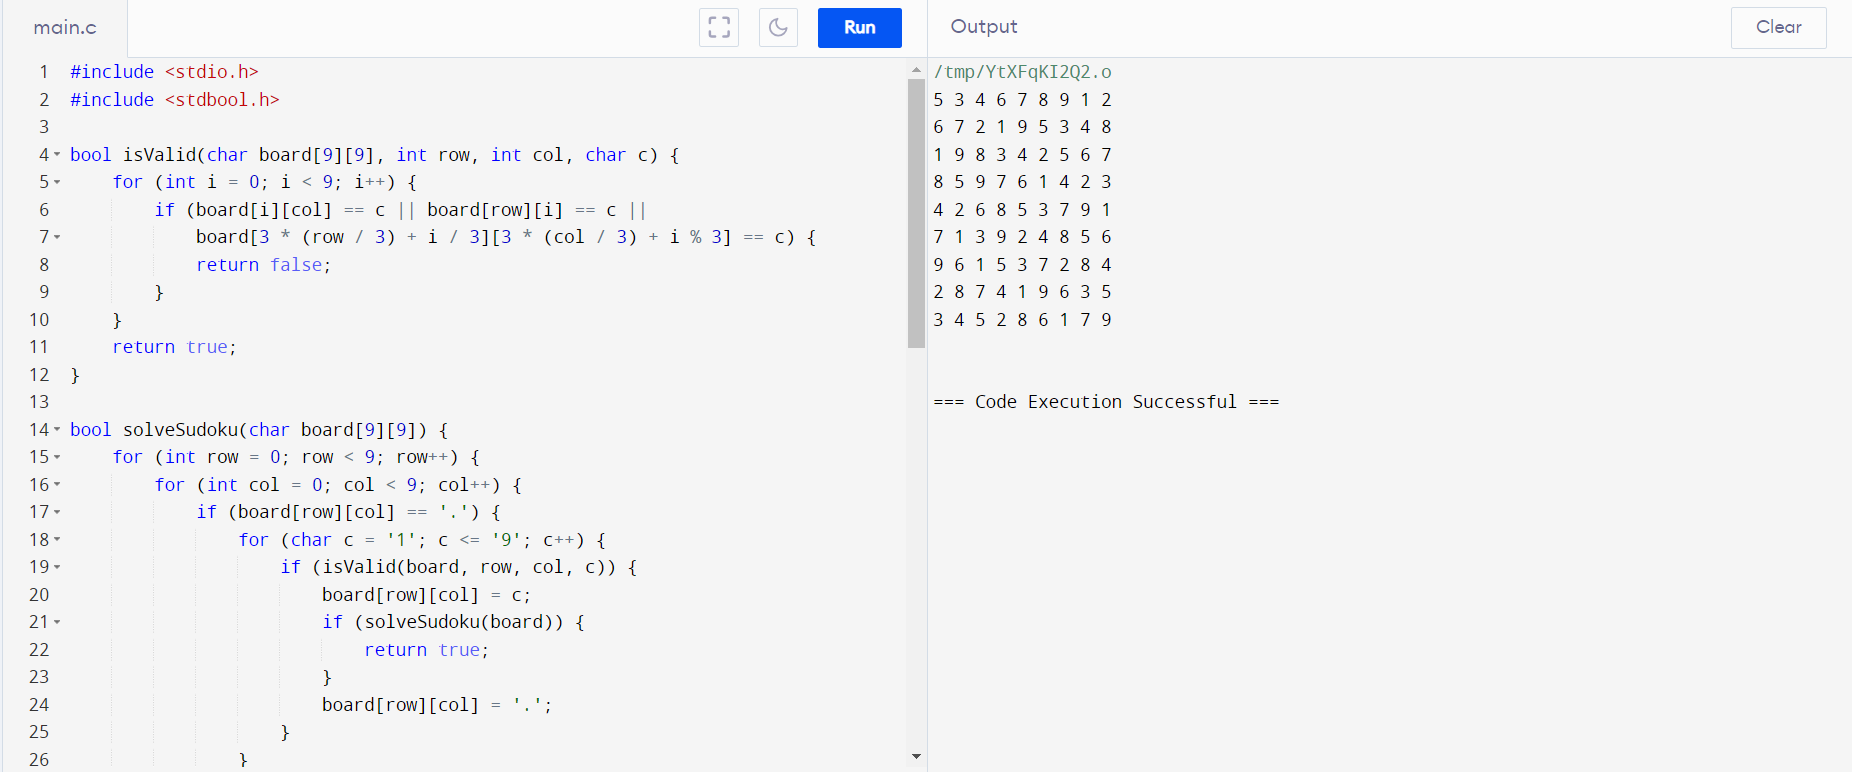 main.c
Run
1 #include <stdio.h>
2 #include <stdbool.h>
3
4 bool isValid(char board[9][9], int row, int col, char c) {
5     for (int i = 0; i < 9; i++) {
6         if (board[i][col] == c || board[row][i] == c ||
7             board[3 * (row / 3) + i / 3][3 * (col / 3) + i % 3] == c) {
8             return false;
9         }
10     }
11     return true;
12 }
13
14 bool solveSudoku(char board[9][9]) {
15     for (int row = 0; row < 9; row++) {
16         for (int col = 0; col < 9; col++) {
17             if (board[row][col] == '.') {
18                 for (char c = '1'; c <= '9'; c++) {
19                     if (isValid(board, row, col, c)) {
20                         board[row][col] = c;
21                         if (solveSudoku(board)) {
22                             return true;
23                         }
24                         board[row][col] = '.';
25                     }
26                 }
Output
Clear
/tmp/YtXFqKI2Q2.o
5 3 4 6 7 8 9 1 2
6 7 2 1 9 5 3 4 8
1 9 8 3 4 2 5 6 7
8 5 9 7 6 1 4 2 3
4 2 6 8 5 3 7 9 1
7 1 3 9 2 4 8 5 6
9 6 1 5 3 7 2 8 4
2 8 7 4 1 9 6 3 5
3 4 5 2 8 6 1 7 9
=== Code Execution Successful ===